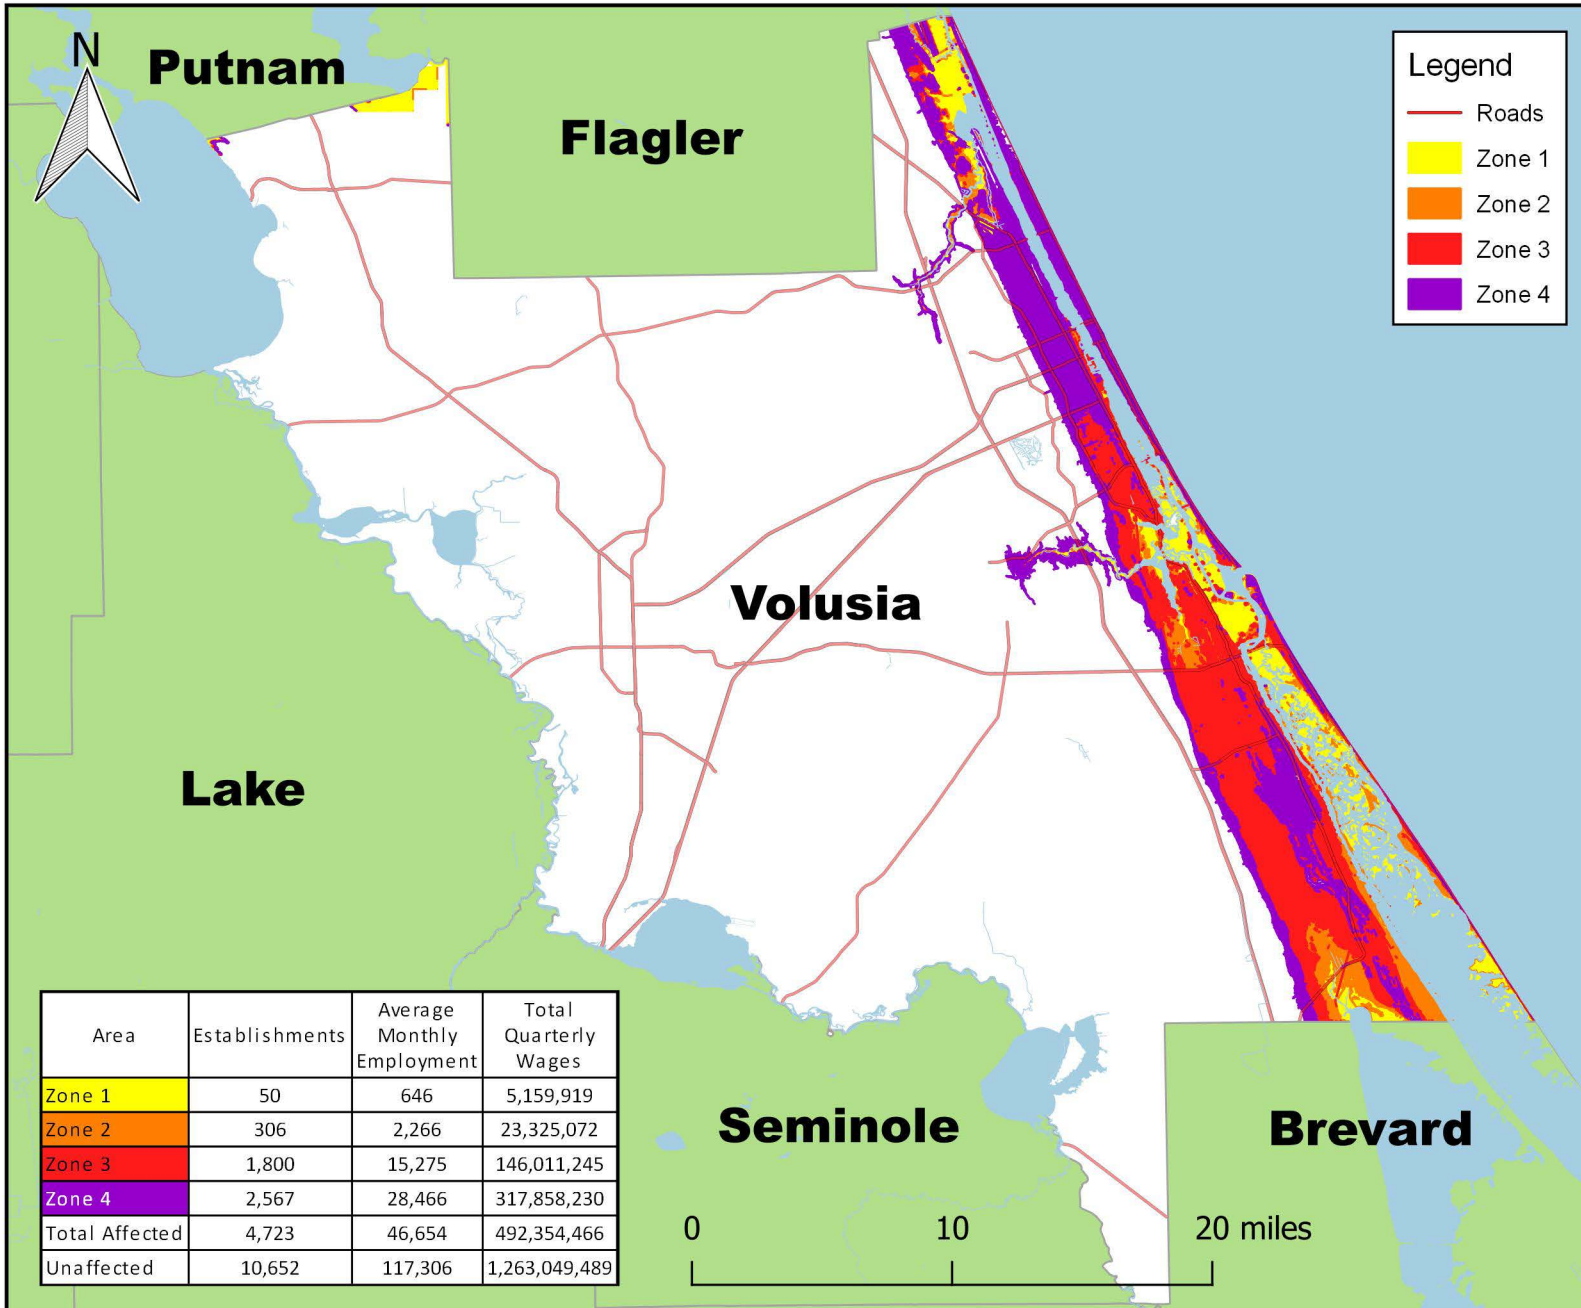 N
Putnam
Flagler
Legend
Roads
Zone 1
Zone 2
Zone 3
Zone 4
Volusia
Lake
Seminole
Brevard
0 10 20 miles
Area Establishments Average Monthly Employment Total Quarterly Wages
Zone 1 50 646 5,159,919
Zone 2 306 2,266 23,325,072
Zone 3 1,800 15,275 146,011,245
Zone 4 2,567 28,466 317,858,230
Total Affected 4,723 46,654 492,354,466
Unaffected 10,652 117,306 1,263,049,489